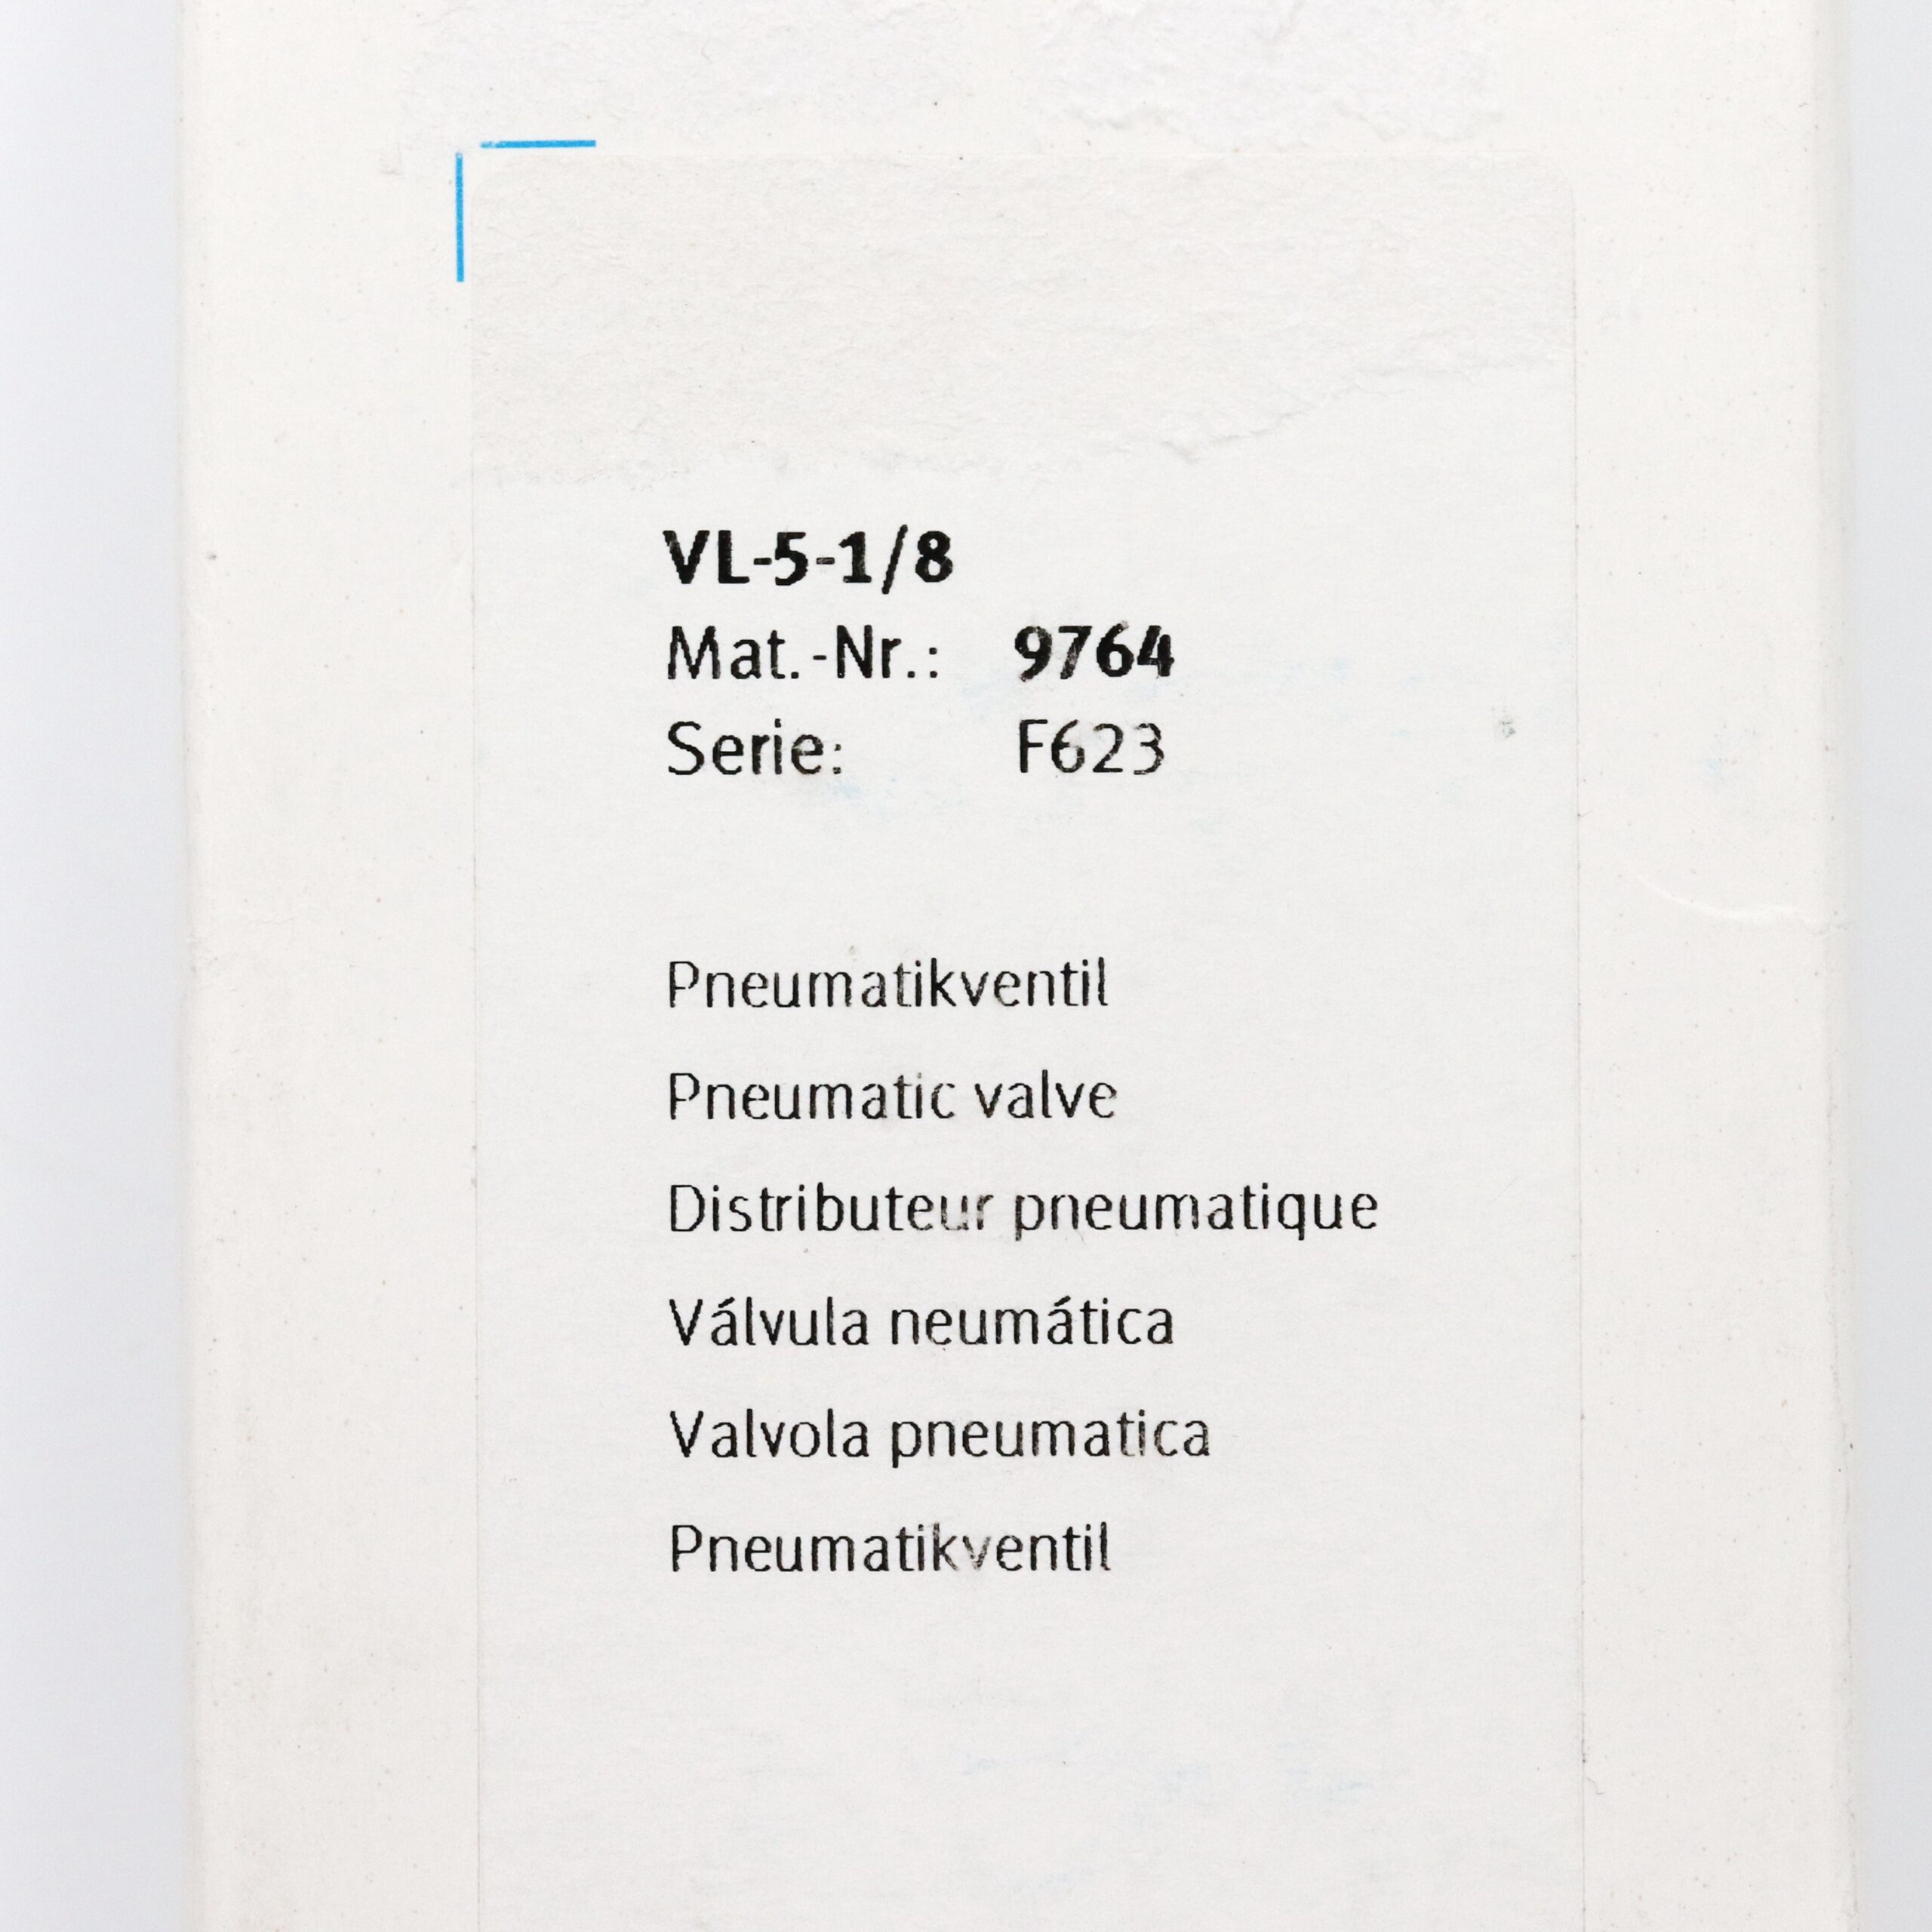 VL-5-1/8
Mat.-Nr.: 9764
Serie: F623
Pneumatikventil
Pneumatic valve
Distributeur pneumatique
Válvula neumática
Valvola pneumatica
Pneumatikventil